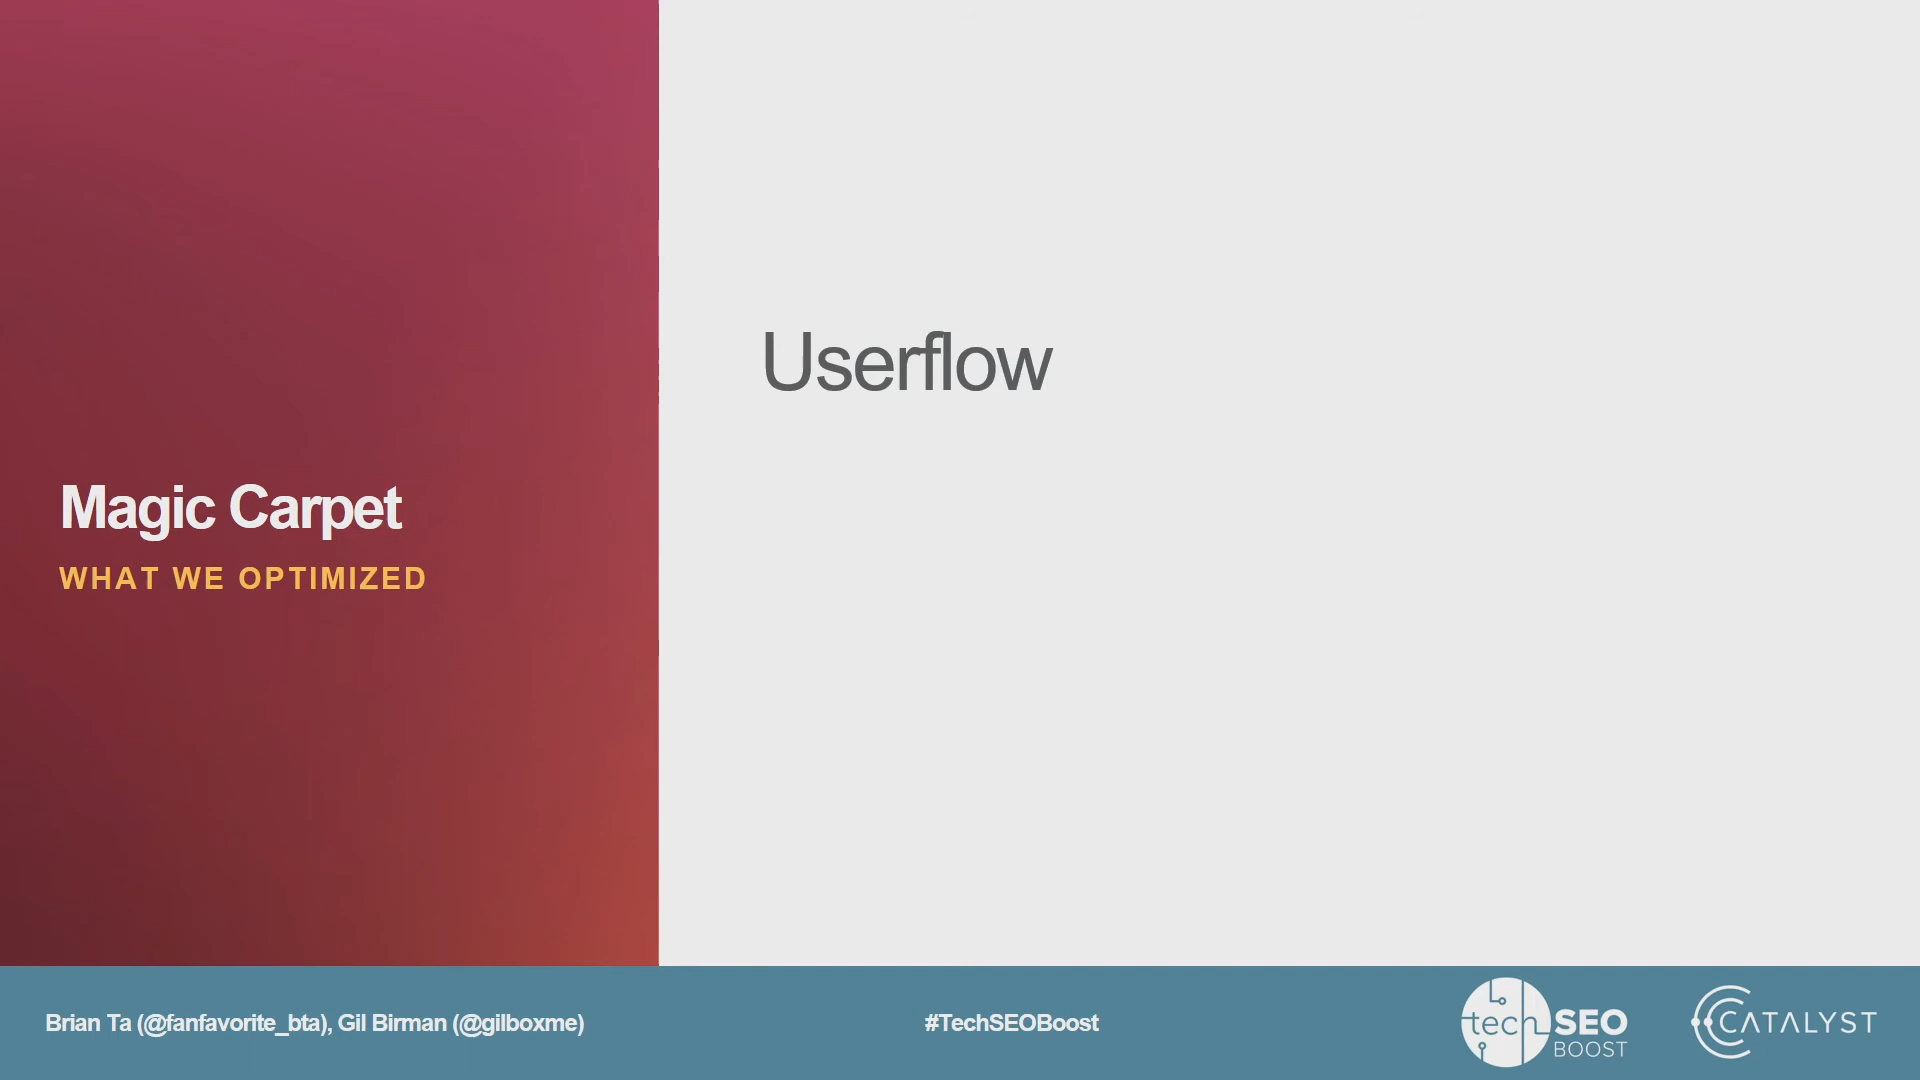 Userflow
Magic Carpet
WHAT WE OPTIMIZED
Brian Ta (@fanfavorite_bta), Gil Birman (@gilboxme)
#TechSEOBoost
tech SEO
BOOST
CATALYST